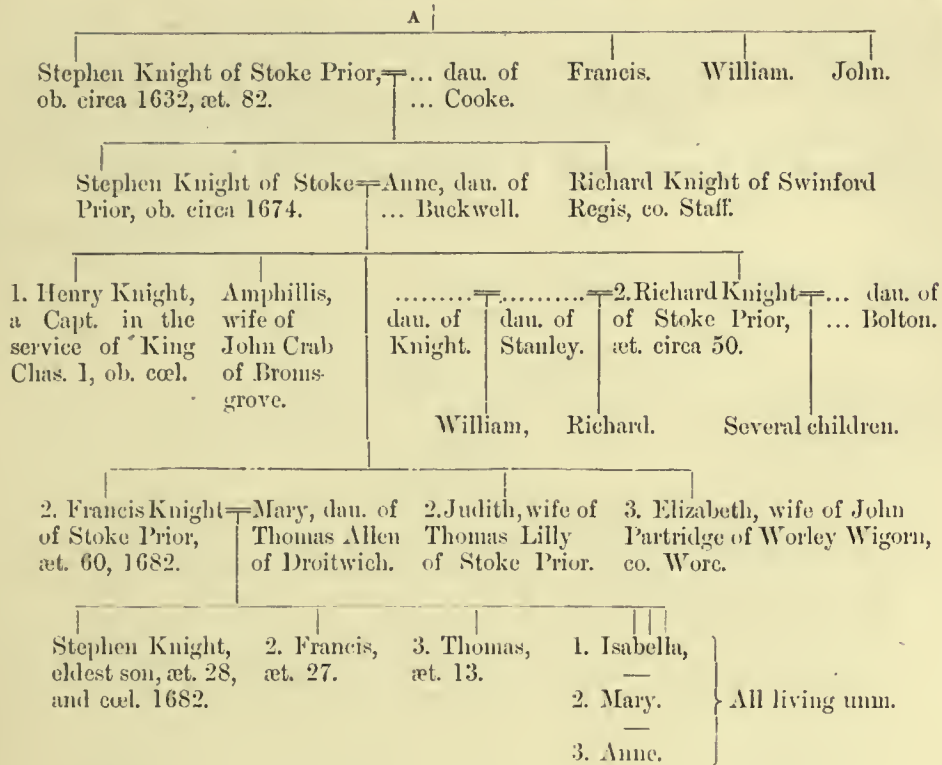 A
Stephen Knight of Stoke Prior, ... dau. of Francis. William. John.
ob. circa 1632, æt. 82. ... Cooke.
Stephen Knight of Stoke Anne, dau. of Richard Knight of Swinford
Prior, ob. circa 1674. ... Buckwell. Regis, co. Staff.
1. Henry Knight, Amphillis, .......... .......... 2. Richard Knight ... dau. of
a Capt. in the wife of dau. of dau. of of Stoke Prior, ... Bolton.
service of King John Crab Knight. Stanley. æt. circa 50.
Chas. 1, ob. cœl. of Broms-
grove.
William, Richard. Several children.
2. Francis Knight Mary, dau. of 2. Judith, wife of 3. Elizabeth, wife of John
of Stoke Prior, Thomas Allen Thomas Lilly Partridge of Worley Wigorn,
æt. 60, 1682. of Droitwich. of Stoke Prior. co. Worc.
Stephen Knight, 2. Francis, 3. Thomas, 1. Isabella,
eldest son, æt. 28, æt. 27. æt. 13.
and cœl. 1682. 2. Mary. All living unm.
3. Anne.